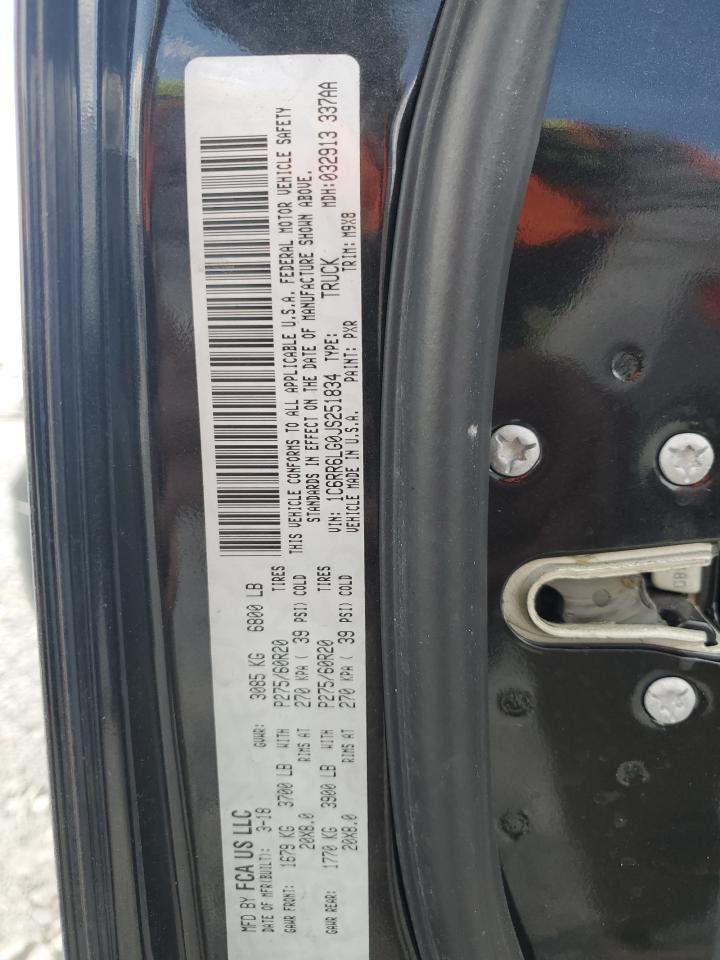 MFD BY FCA US LLC
DATE OF MFR(BUILT): 3-18 GVWR: 3085 KG 6800 LB
GAWR FRONT: 1679 KG 3700 LB WITH P275/60R20 TIRES
20X8.0 RIMS AT 270 KPA ( 39 PSI) COLD
GAWR REAR: 1770 KG 3900 LB WITH P275/60R20 TIRES
20X8.0 RIMS AT 270 KPA ( 39 PSI) COLD
THIS VEHICLE CONFORMS TO ALL APPLICABLE U.S.A. FEDERAL MOTOR VEHICLE SAFETY
STANDARDS IN EFFECT ON THE DATE OF MANUFACTURE SHOWN ABOVE.
VIN: 1C6RR6LG0JS251834 TYPE: TRUCK MDH: 032913 337AA
VEHICLE MADE IN U.S.A. PAINT: PXR TRIM: M9X8